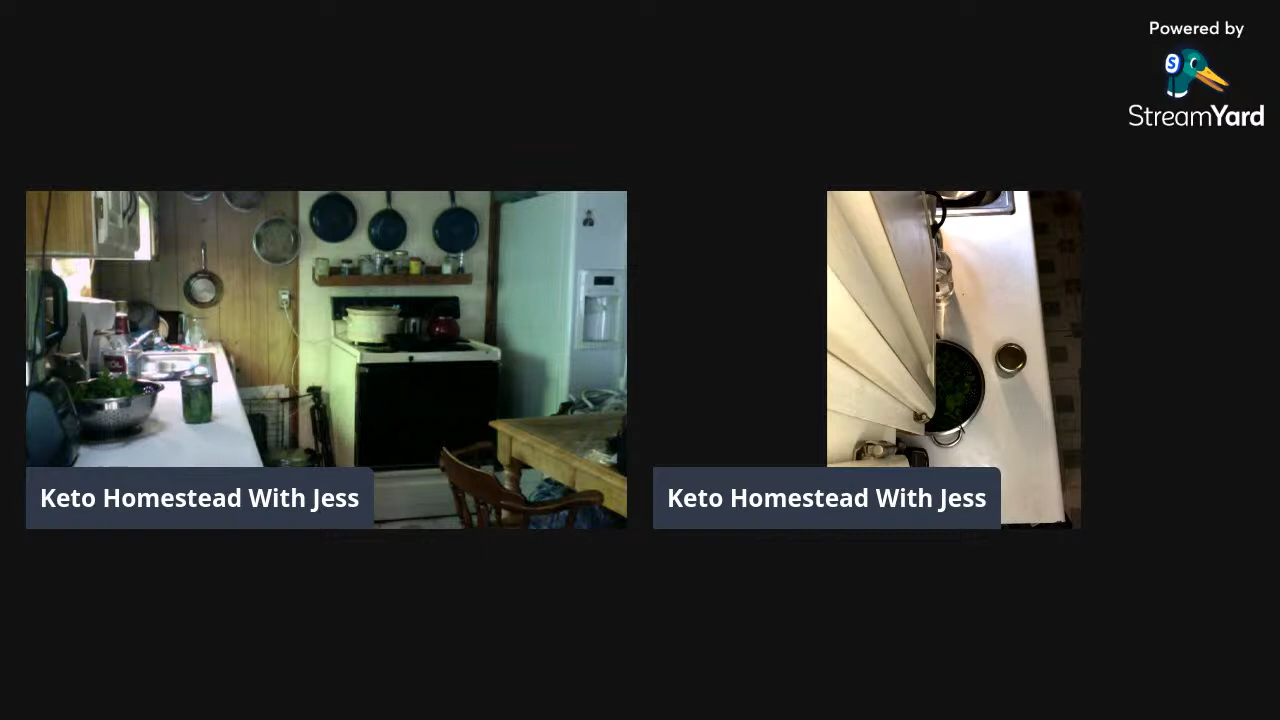 Powered by
S
StreamYard
Keto Homestead With Jess
Keto Homestead With Jess